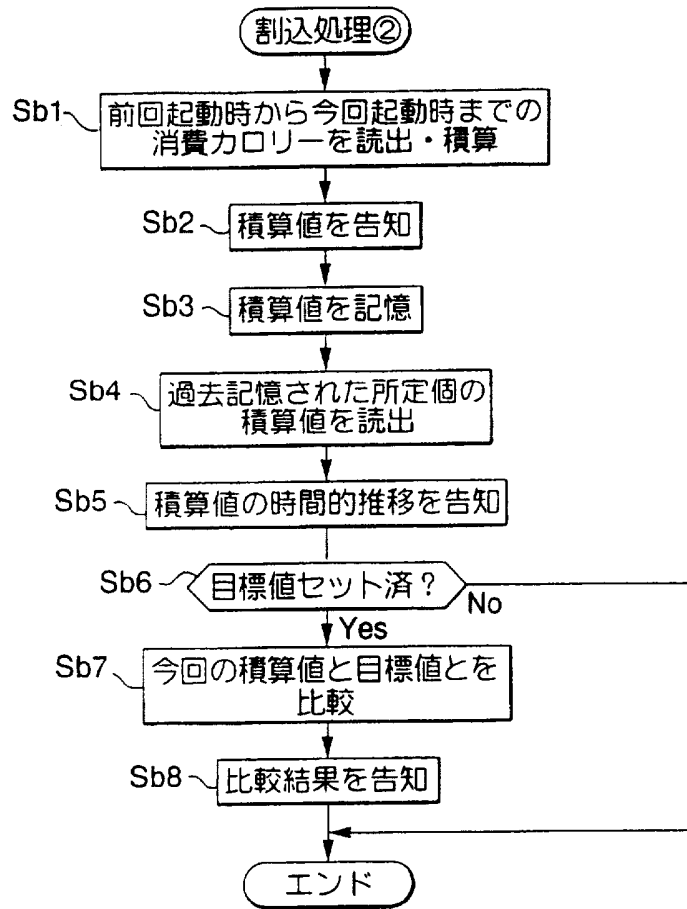 割込処理②
Sb1
前回起動時から今回起動時までの
消費カロリーを読出・積算
Sb2
積算値を告知
Sb3
積算値を記憶
Sb4
過去記憶された所定個の
積算値を読出
Sb5
積算値の時間的推移を告知
Sb6
目標値セット済?
No
Yes
Sb7
今回の積算値と目標値とを
比較
Sb8
比較結果を告知
エンド